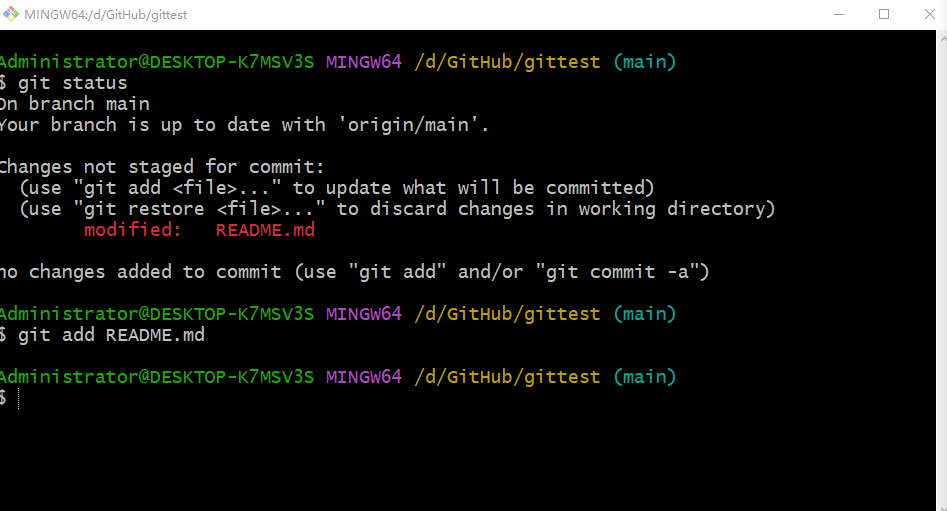 MINGW64:/d/GitHub/gittest
Administrator@DESKTOP-K7MSV3S MINGW64 /d/GitHub/gittest (main)
$ git status
On branch main
Your branch is up to date with 'origin/main'.
Changes not staged for commit:
  (use "git add <file>..." to update what will be committed)
  (use "git restore <file>..." to discard changes in working directory)
        modified:   README.md
no changes added to commit (use "git add" and/or "git commit -a")
Administrator@DESKTOP-K7MSV3S MINGW64 /d/GitHub/gittest (main)
$ git add README.md
Administrator@DESKTOP-K7MSV3S MINGW64 /d/GitHub/gittest (main)
$